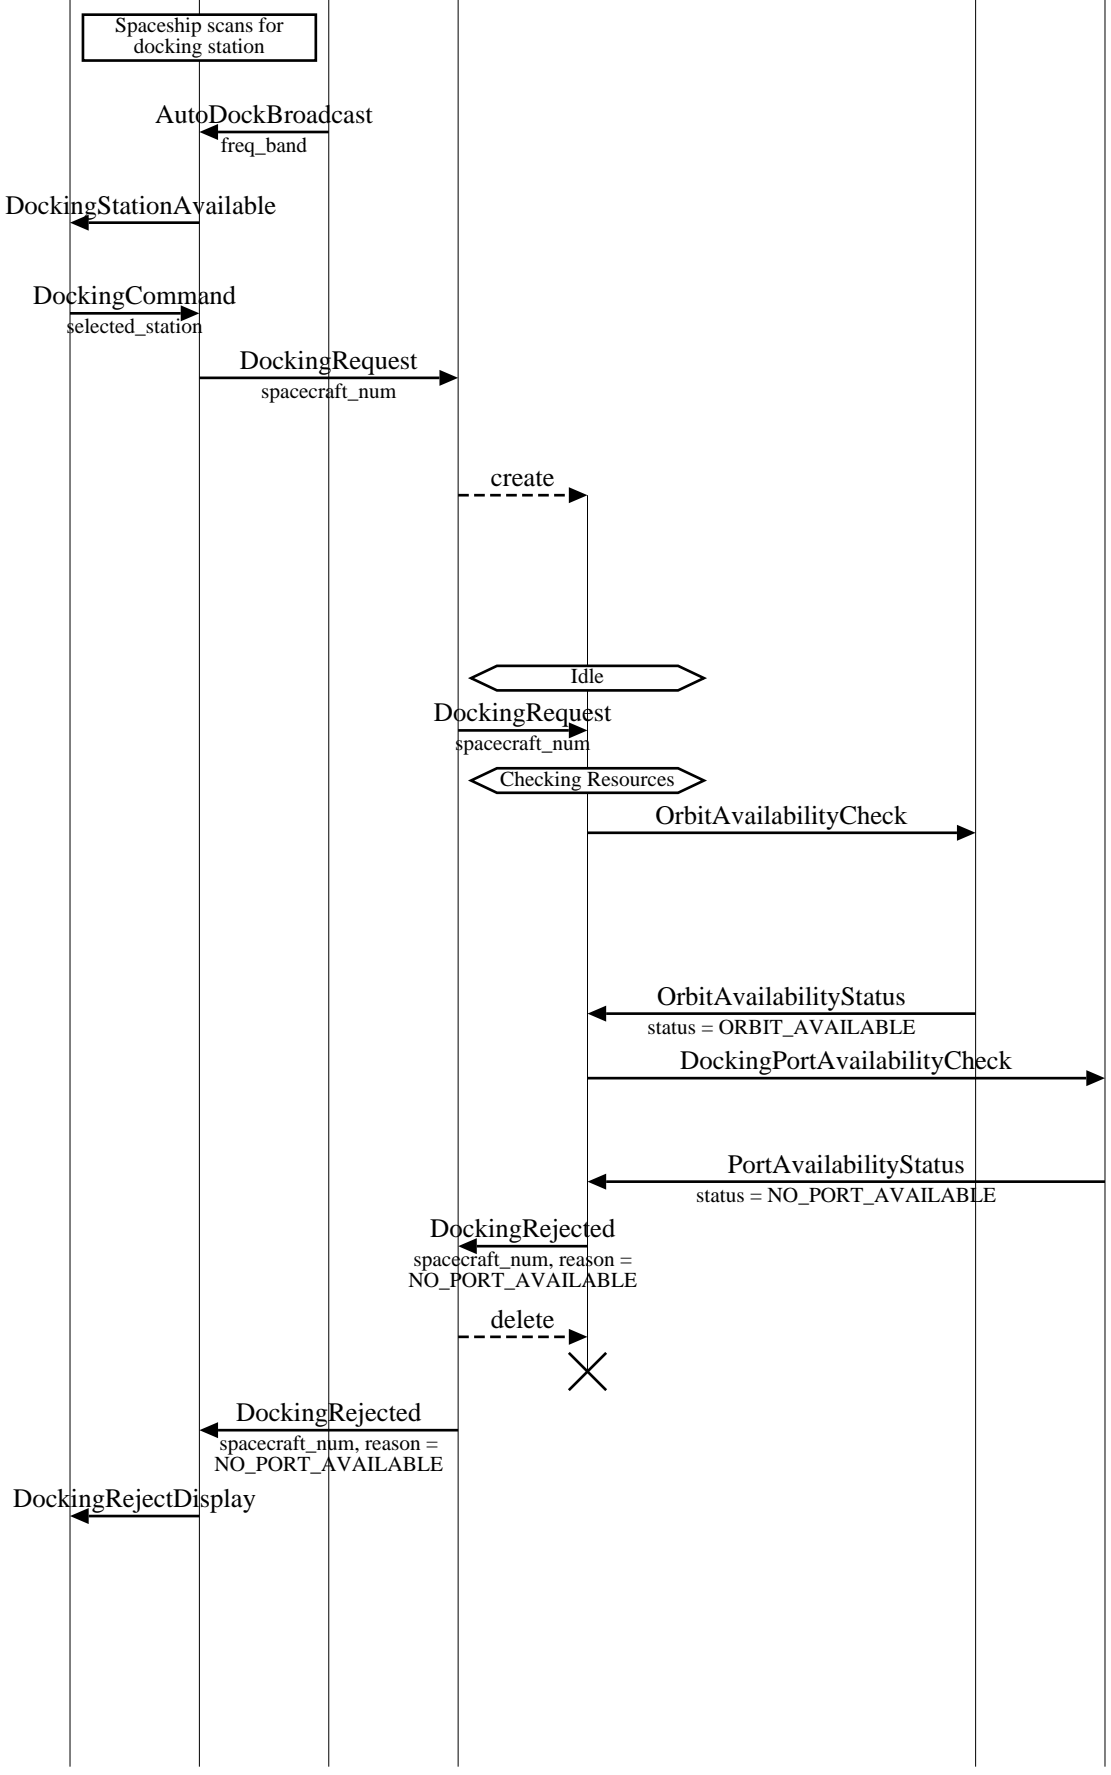 Spaceship scans for
docking station
AutoDockBroadcast
freq_band
DockingStationAvailable
DockingCommand
selected_station
DockingRequest
spacecraft_num
create
Idle
DockingRequest
spacecraft_num
Checking Resources
OrbitAvailabilityCheck
OrbitAvailabilityStatus
status = ORBIT_AVAILABLE
DockingPortAvailabilityCheck
PortAvailabilityStatus
status = NO_PORT_AVAILABLE
DockingRejected
spacecraft_num, reason =
NO_PORT_AVAILABLE
delete
DockingRejected
spacecraft_num, reason =
NO_PORT_AVAILABLE
DockingRejectDisplay